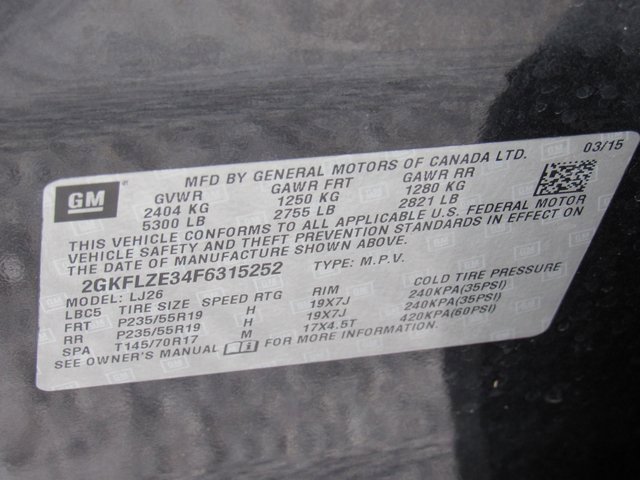 GM
MFD BY GENERAL MOTORS OF CANADA LTD. 03/15
GVWR GAWR FRT GAWR RR
2404 KG 1250 KG 1280 KG
5300 LB 2755 LB 2821 LB
THIS VEHICLE CONFORMS TO ALL APPLICABLE U.S. FEDERAL MOTOR
VEHICLE SAFETY AND THEFT PREVENTION STANDARDS IN EFFECT ON
THE DATE OF MANUFACTURE SHOWN ABOVE.
2GKFLZE34F6315252 TYPE: M.P.V.
MODEL: LJ26
LBC5 TIRE SIZE SPEED RTG RIM COLD TIRE PRESSURE
FRT P235/55R19 H 19X7J 240KPA(35PSI)
RR P235/55R19 H 19X7J 240KPA(35PSI)
SPA T145/70R17 M 17X4.5T 420KPA(60PSI)
SEE OWNER'S MANUAL FOR MORE INFORMATION.